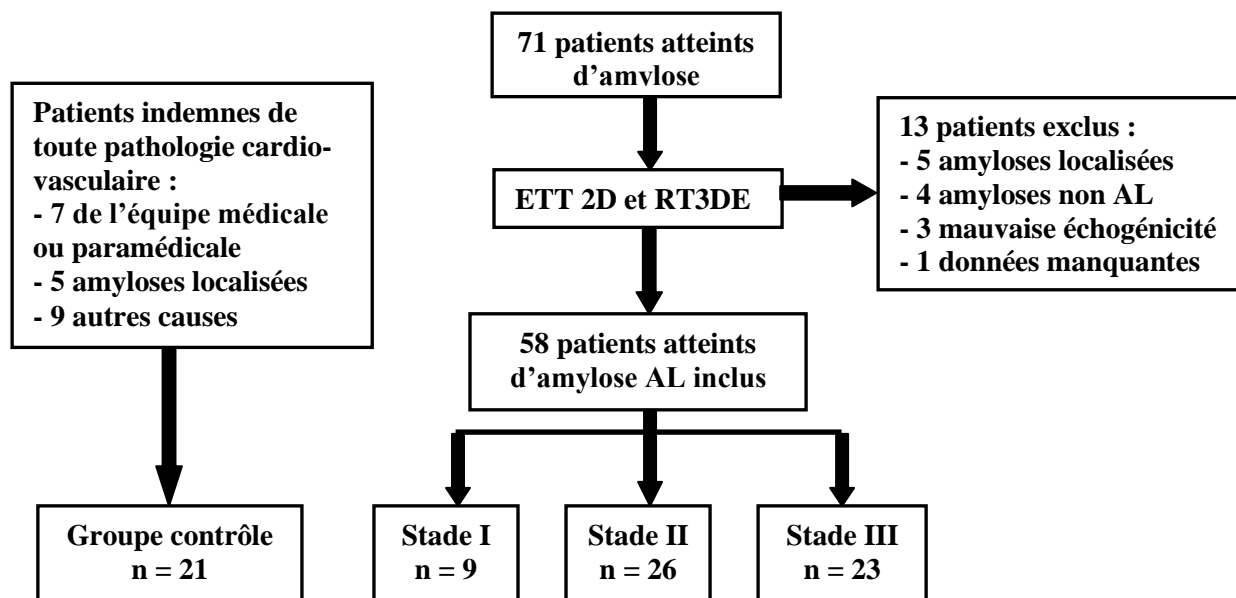 71 patients atteints
d’amylose
Patients indemnes de
toute pathologie cardio-
vasculaire :
- 7 de l’équipe médicale
ou paramédicale
- 5 amyloses localisées
- 9 autres causes
13 patients exclus :
- 5 amyloses localisées
- 4 amyloses non AL
- 3 mauvaise échogénicité
- 1 données manquantes
ETT 2D et RT3DE
58 patients atteints
d’amylose AL inclus
Groupe contrôle
n = 21
Stade I
n = 9
Stade II
n = 26
Stade III
n = 23